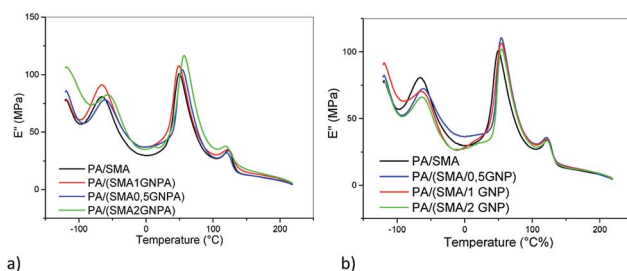 150
100
50
0
E" (MPa)
PA/SMA
PA/(SMA1GNPA)
PA/(SMA0,5GNPA)
PA/(SMA2GNPA)
-100 0 100 200
Temperature (°C)
a)
100
50
0
E" (MPa)
PA/SMA
PA/(SMA/0,5GNP)
PA/(SMA/1 GNP)
PA/(SMA/2 GNP)
-100 0 100 200
Temperature (°C%)
b)